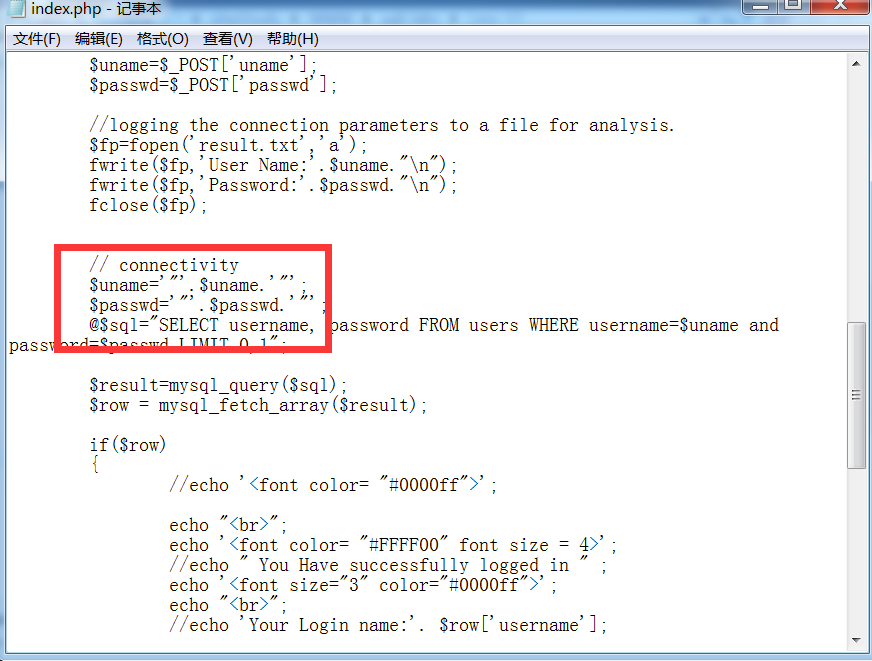 index.php - 记事本
文件(F) 编辑(E) 格式(O) 查看(V) 帮助(H)
$uname=$_POST['uname'];
$passwd=$_POST['passwd'];
//logging the connection parameters to a file for analysis.
$fp=fopen('result.txt','a');
fwrite($fp,'User Name:'.$uname."\n");
fwrite($fp,'Password:'.$passwd."\n");
fclose($fp);
// connectivity
$uname='"'.$uname.'"';
$passwd='"'.$passwd.'"';
@$sql="SELECT username, password FROM users WHERE username=$uname and
password=$passwd LIMIT 0,1";
$result=mysql_query($sql);
$row = mysql_fetch_array($result);
if($row)
{
//echo '<font color= "#0000ff">';
echo "<br>";
echo '<font color= "#FFFF00" font size = 4>';
//echo " You Have successfully logged in " ;
echo '<font size="3" color="#0000ff">';
echo "<br>";
//echo 'Your Login name:'. $row['username'];